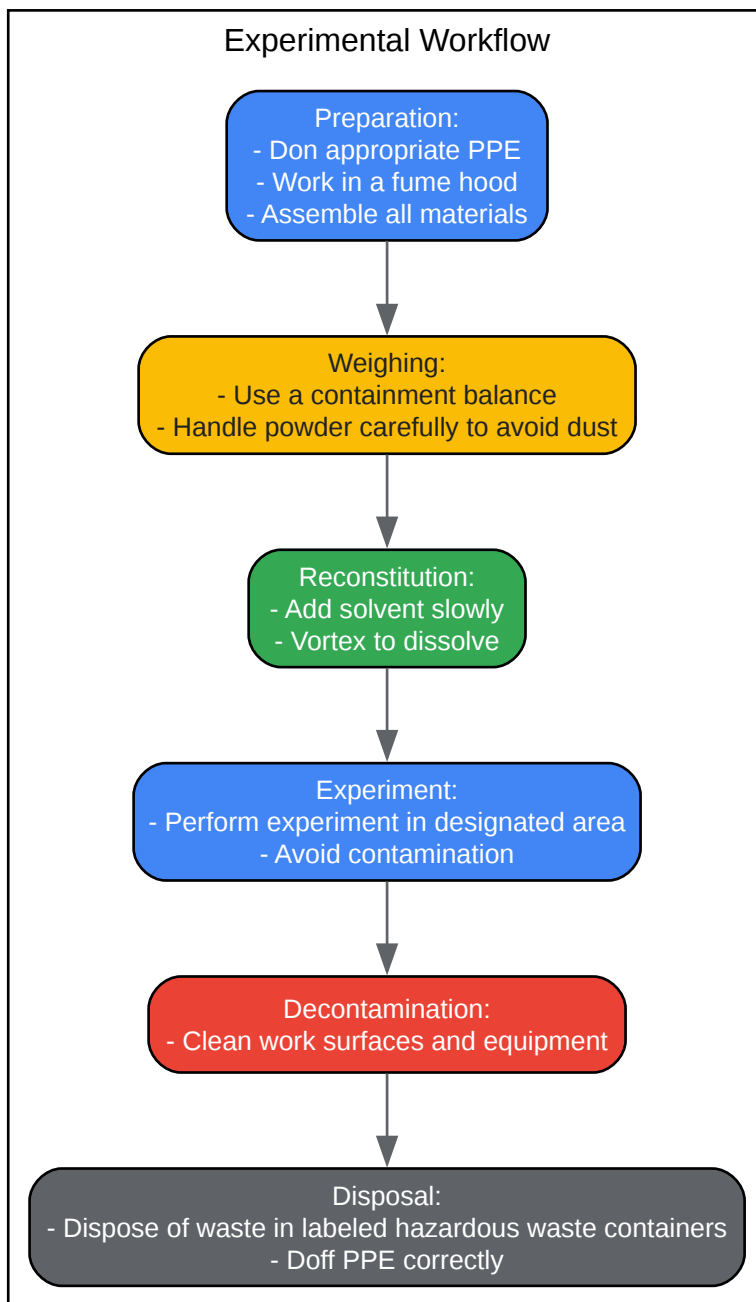 Experimental Workflow
Preparation:
- Don appropriate PPE
- Work in a fume hood
- Assemble all materials
Weighing:
- Use a containment balance
- Handle powder carefully to avoid dust
Reconstitution:
- Add solvent slowly
- Vortex to dissolve
Experiment:
- Perform experiment in designated area
- Avoid contamination
Decontamination:
- Clean work surfaces and equipment
Disposal:
- Dispose of waste in labeled hazardous waste containers
- Doff PPE correctly